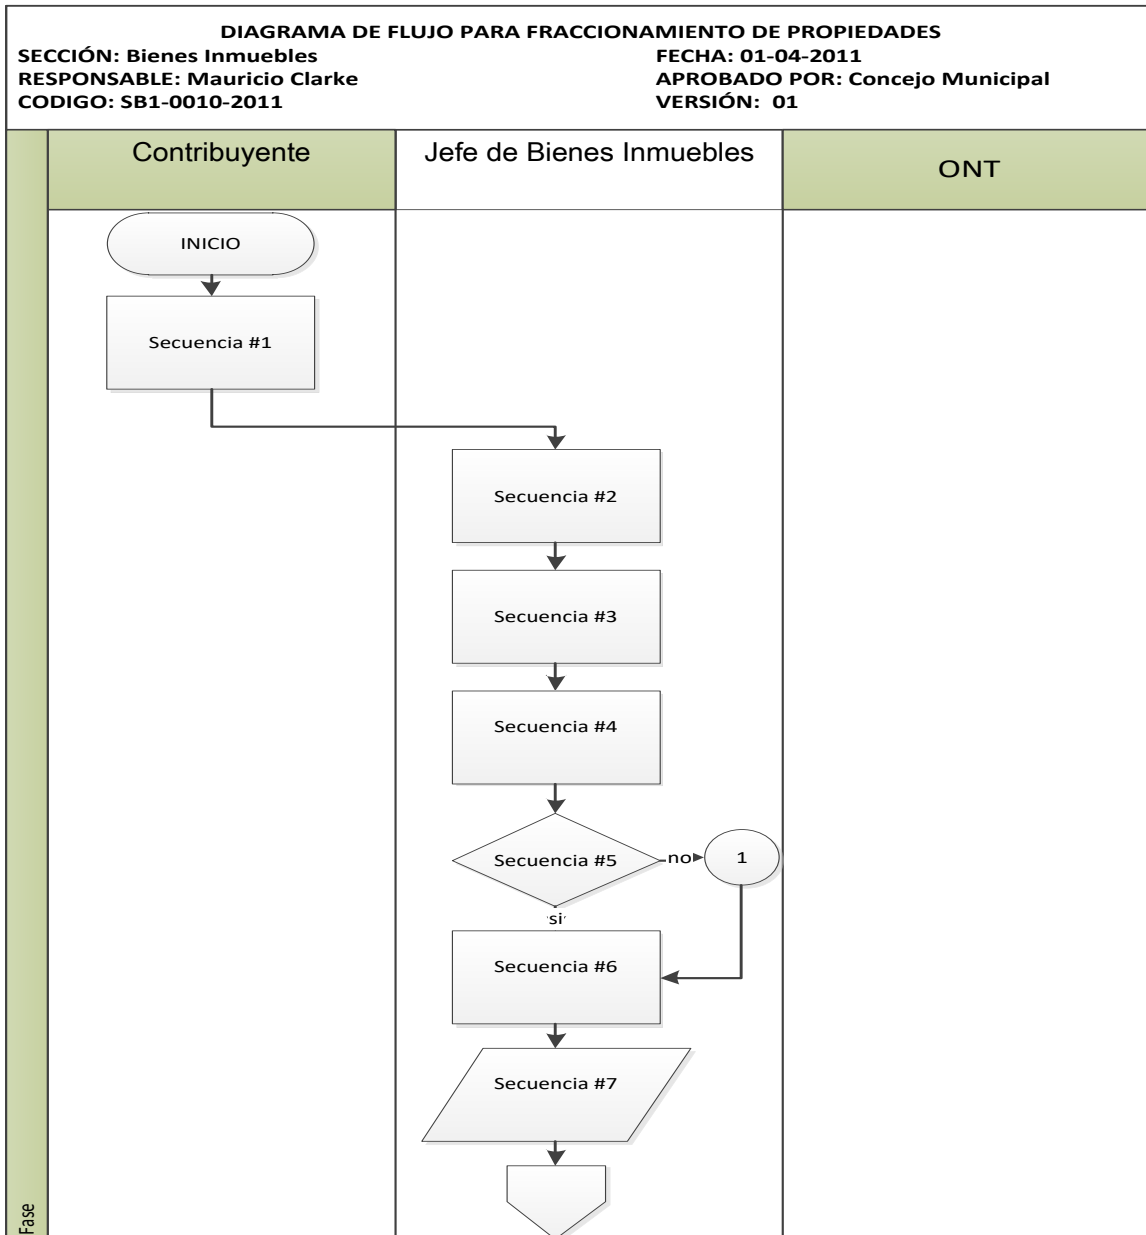 DIAGRAMA DE FLUJO PARA FRACCIONAMIENTO DE PROPIEDADES
SECCIÓN: Bienes Inmuebles
FECHA: 01-04-2011
RESPONSABLE: Mauricio Clarke
APROBADO POR: Concejo Municipal
CODIGO: SB1-0010-2011
VERSIÓN: 01
Contribuyente
Jefe de Bienes Inmuebles
ONT
INICIO
Secuencia #1
Secuencia #2
Secuencia #3
Secuencia #4
Secuencia #5
no
1
si
Secuencia #6
Secuencia #7
Fase